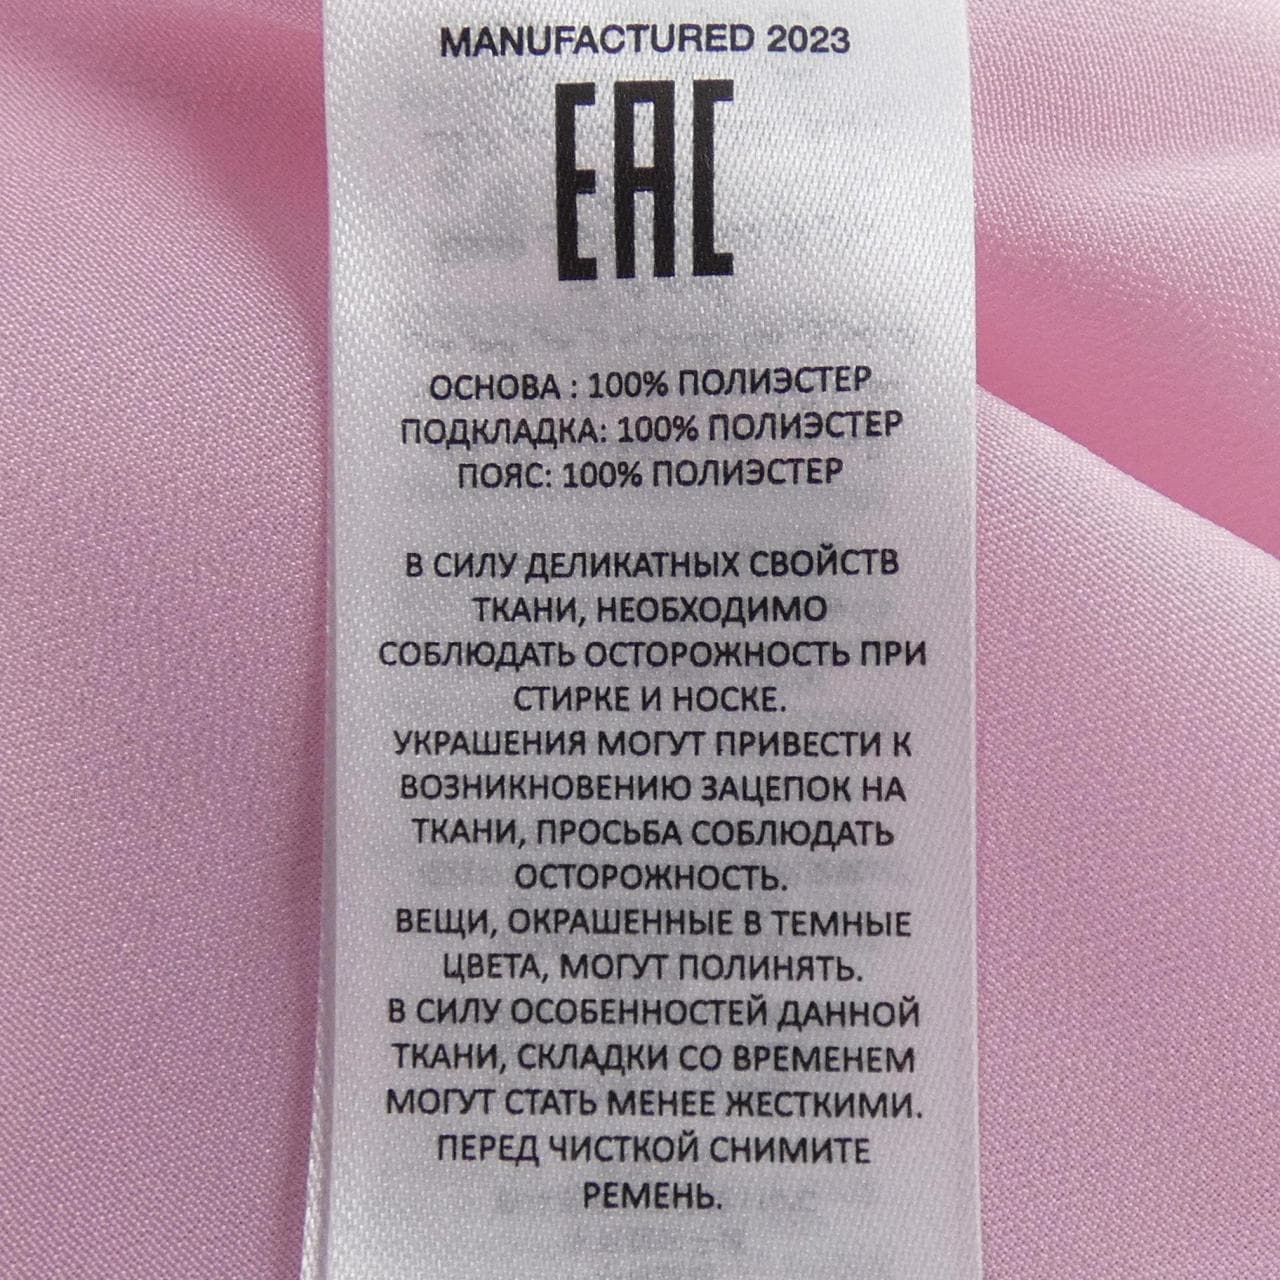 MANUFACTURED 2023
EAC
ОСНОВА : 100% ПОЛИЭСТЕР
ПОДКЛАДКА: 100% ПОЛИЭСТЕР
ПОЯС: 100% ПОЛИЭСТЕР
В СИЛУ ДЕЛИКАТНЫХ СВОЙСТВ
ТКАНИ, НЕОБХОДИМО
СОБЛЮДАТЬ ОСТОРОЖНОСТЬ ПРИ
СТИРКЕ И НОСКЕ.
УКРАШЕНИЯ МОГУТ ПРИВЕСТИ К
ВОЗНИКНОВЕНИЮ ЗАЦЕПОК НА
ТКАНИ, ПРОСЬБА СОБЛЮДАТЬ
ОСТОРОЖНОСТЬ.
ВЕЩИ, ОКРАШЕННЫЕ В ТЕМНЫЕ
ЦВЕТА, МОГУТ ПОЛИНЯТЬ.
В СИЛУ ОСОБЕННОСТЕЙ ДАННОЙ
ТКАНИ, СКЛАДКИ СО ВРЕМЕНЕМ
МОГУТ СТАТЬ МЕНЕЕ ЖЕСТКИМИ.
ПЕРЕД ЧИСТКОЙ СНИМИТЕ
РЕМЕНЬ.